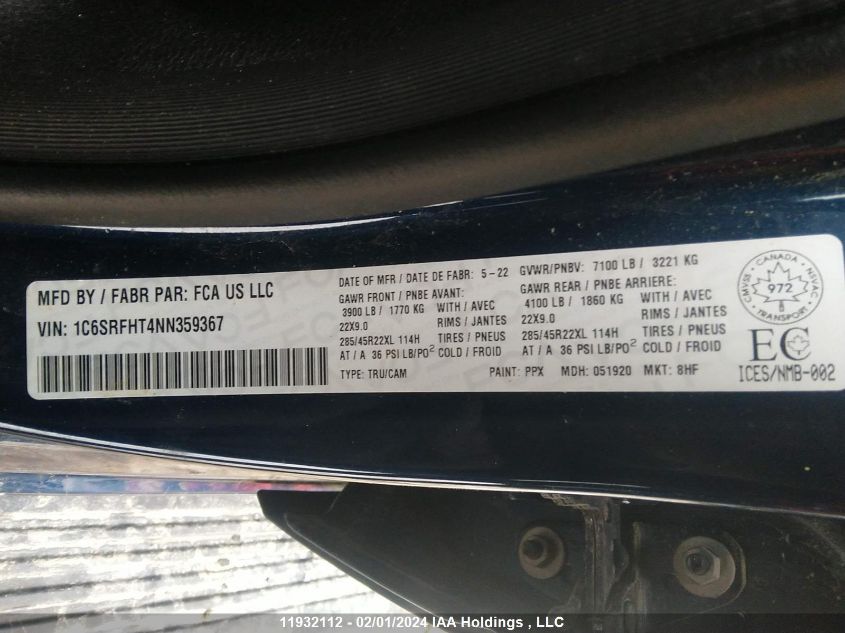 MFD BY / FABR PAR: FCA US LLC
VIN: 1C6SRFHT4NN359367
DATE OF MFR / DATE DE FABR: 5-22 GVWR/PNBV: 7100 LB / 3221 KG
GAWR FRONT / PNBE AVANT: GAWR REAR / PNBE ARRIERE:
3900 LB / 1770 KG WITH / AVEC 4100 LB / 1860 KG WITH / AVEC
22X9.0 RIMS / JANTES 22X9.0 RIMS / JANTES
285/45R22XL 114H TIRES / PNEUS 285/45R22XL 114H TIRES / PNEUS
AT / A 36 PSI LB/PO² COLD / FROID AT / A 36 PSI LB/PO² COLD / FROID
TYPE: TRU/CAM PAINT: PPX MDH: 051920 MKT: 8HF
CANADA
CMVSS 972 NSVAC
TRANSPORT
EC
ICES/NMB-002
11932112 - 02/01/2024 IAA Holdings , LLC